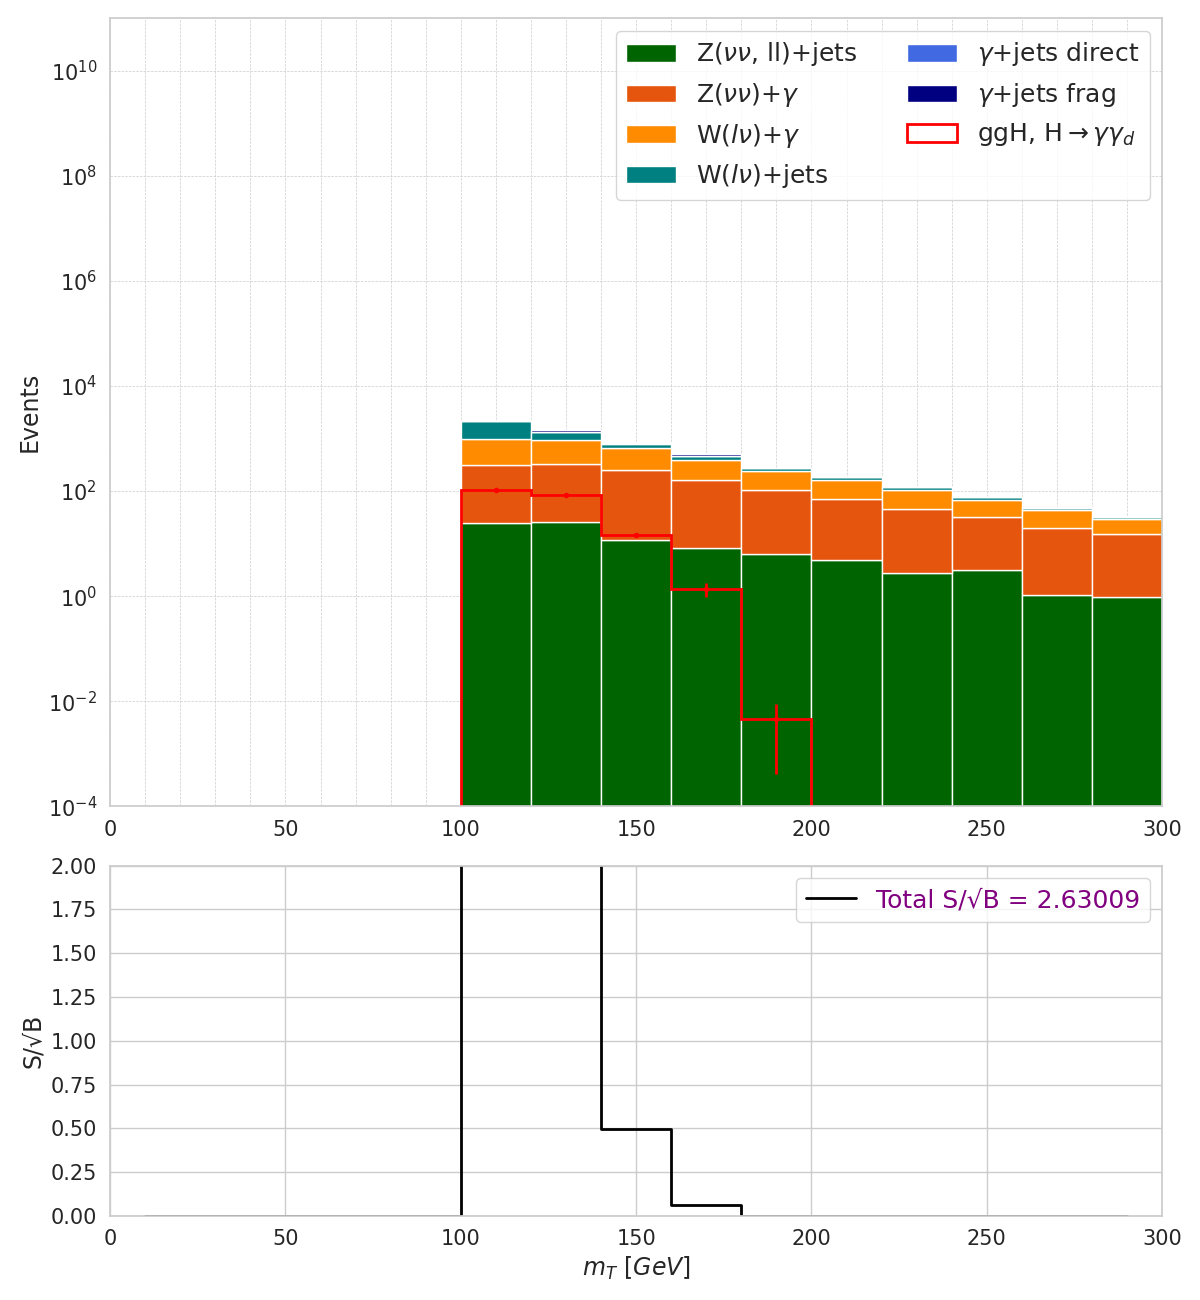 Events
10^10
10^8
10^6
10^4
10^2
10^0
10^−2
10^−4
0 50 100 150 200 250 300
Z(νν, ll)+jets
Z(νν)+γ
W(lν)+γ
W(lν)+jets
γ+jets direct
γ+jets frag
ggH, H→γγ_d
S/√B
2.00
1.75
1.50
1.25
1.00
0.75
0.50
0.25
0.00
Total S/√B = 2.63009
0 50 100 150 200 250 300
m_T [GeV]